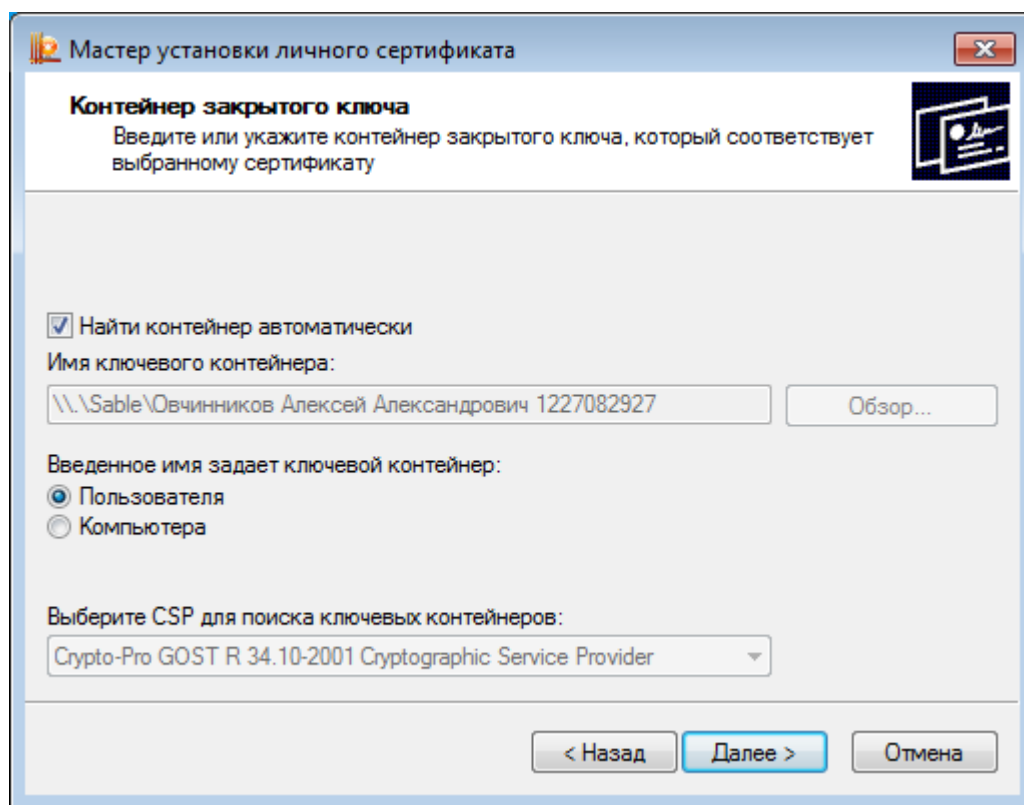 Мастер установки личного сертификата
Контейнер закрытого ключа
Введите или укажите контейнер закрытого ключа, который соответствует
выбранному сертификату
Найти контейнер автоматически
Имя ключевого контейнера:
\\.\Sable\Овчинников Алексей Александрович 1227082927
Обзор...
Введенное имя задает ключевой контейнер:
Пользователя
Компьютера
Выберите CSP для поиска ключевых контейнеров:
Crypto-Pro GOST R 34.10-2001 Cryptographic Service Provider
< Назад
Далее >
Отмена